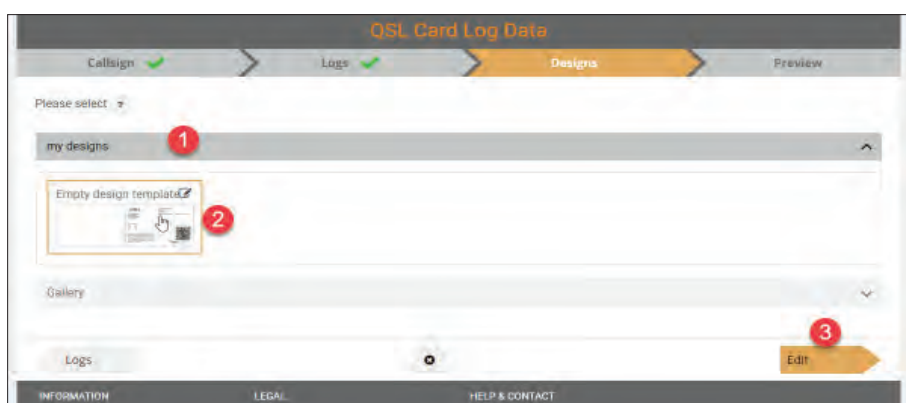 QSL Card Log Data
Callsign Logs Designs Preview
Please select
my designs 1
Empty design template
2
Gallery
3
Logs Edit
INFORMATION LEGAL HELP & CONTACT